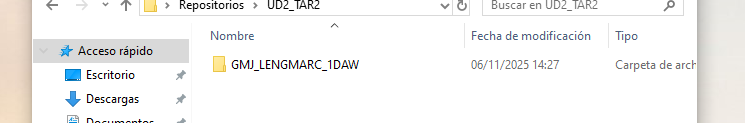 Repositorios > UD2_TAR2
Buscar en UD2_TAR2
Nombre Fecha de modificación Tipo
Acceso rápido
GMJ_LENGMARC_1DAW 06/11/2025 14:27 Carpeta de arch
Escritorio
Descargas
Documentos